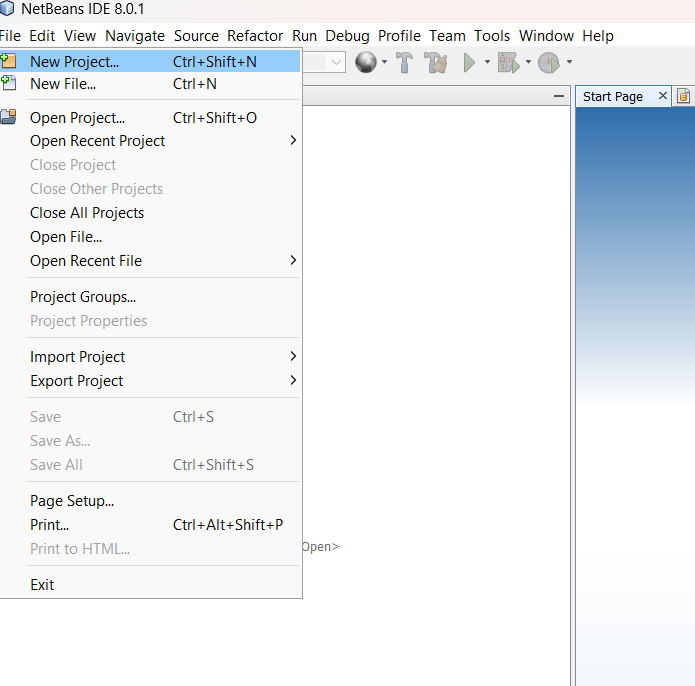 NetBeans IDE 8.0.1
File Edit View Navigate Source Refactor Run Debug Profile Team Tools Window Help
New Project... Ctrl+Shift+N
New File... Ctrl+N
Start Page
Open Project... Ctrl+Shift+O
Open Recent Project
Close Project
Close Other Projects
Close All Projects
Open File...
Open Recent File
Project Groups...
Project Properties
Import Project
Export Project
Save Ctrl+S
Save As...
Save All Ctrl+Shift+S
Page Setup...
Print... Ctrl+Alt+Shift+P
Open>
Print to HTML...
Exit